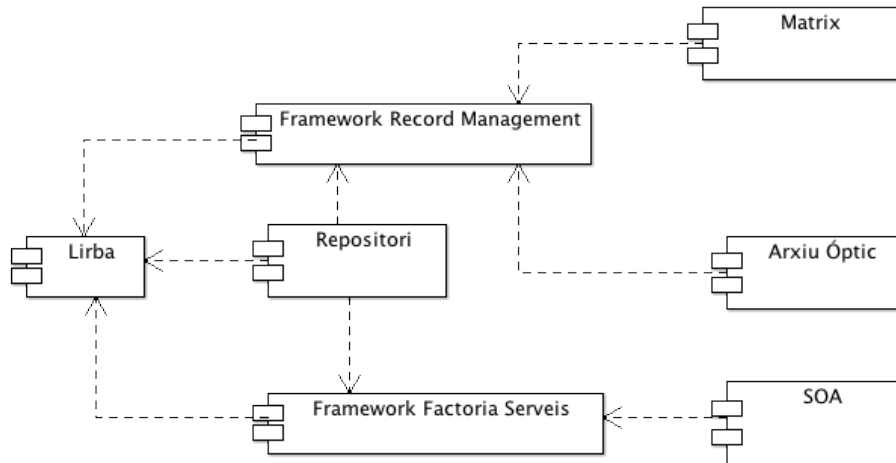 Matrix
Framework Record Management
Lirba
Repositori
Arxiu Óptic
Framework Factoria Serveis
SOA